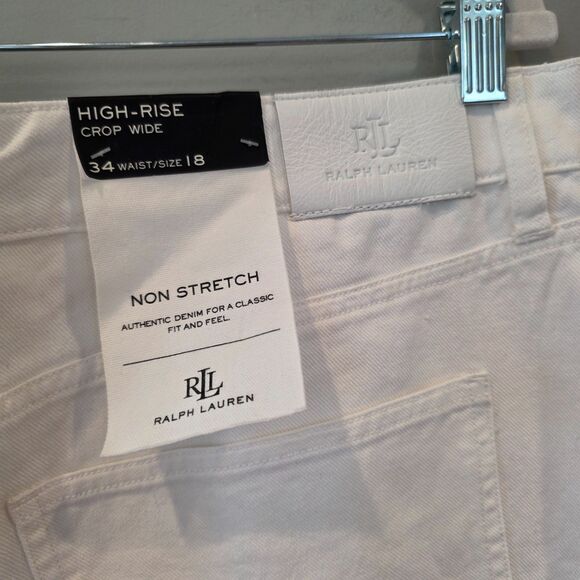 HIGH-RISE
CROP WIDE
34 WAIST/SIZE 18
NON STRETCH
AUTHENTIC DENIM FOR A CLASSIC
FIT AND FEEL.
RLL
RALPH LAUREN
RLL
RALPH LAUREN